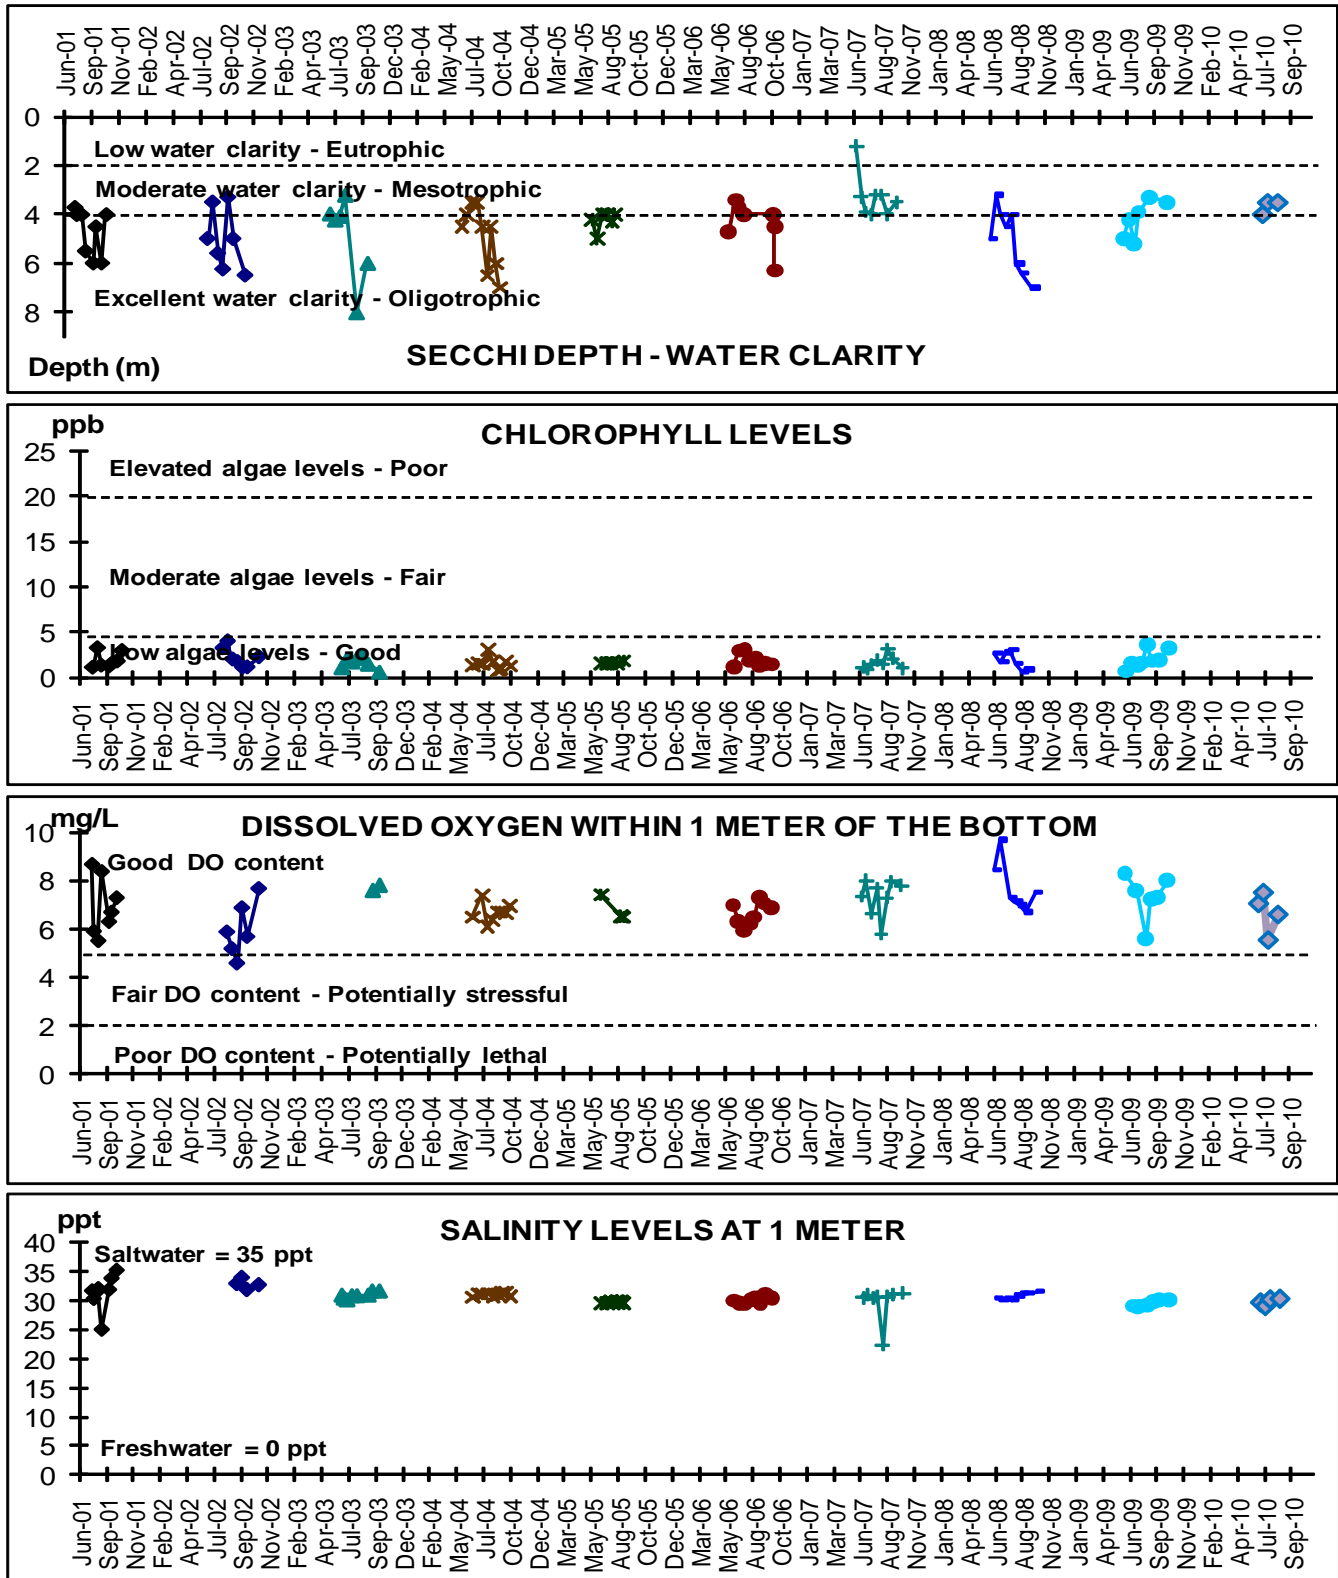 Jun-01 Sep-01 Nov-01 Feb-02 Apr-02 Jul-02 Sep-02 Nov-02 Feb-03 Apr-03 Jul-03 Sep-03 Dec-03 Feb-04 May-04 Jul-04 Oct-04 Dec-04 Mar-05 May-05 Aug-05 Oct-05 Dec-05 Mar-06 May-06 Aug-06 Oct-06 Jan-07 Mar-07 Jun-07 Aug-07 Nov-07 Jan-08 Mar-08 Jun-08 Aug-08 Nov-08 Jan-09 Apr-09 Jun-09 Sep-09 Nov-09 Feb-10 Apr-10 Jul-10 Sep-10
0
Low water clarity - Eutrophic
2
Moderate water clarity - Mesotrophic
4
6
Excellent water clarity - Oligotrophic
8
SECCHI DEPTH - WATER CLARITY
Depth (m)
ppb
CHLOROPHYLL LEVELS
25
Elevated algae levels - Poor
20
15
10
Moderate algae levels - Fair
5
Low algae levels - Good
0
Jun-01 Sep-01 Nov-01 Feb-02 Apr-02 Jul-02 Sep-02 Nov-02 Feb-03 Apr-03 Jul-03 Sep-03 Dec-03 Feb-04 May-04 Jul-04 Oct-04 Dec-04 Mar-05 May-05 Aug-05 Oct-05 Dec-05 Mar-06 May-06 Aug-06 Oct-06 Jan-07 Mar-07 Jun-07 Aug-07 Nov-07 Jan-08 Apr-08 Jun-08 Aug-08 Nov-08 Jan-09 Apr-09 Jun-09 Sep-09 Nov-09 Feb-10 Apr-10 Jul-10 Sep-10
mg/L
DISSOLVED OXYGEN WITHIN 1 METER OF THE BOTTOM
10
Good DO content
8
6
4
Fair DO content - Potentially stressful
2
Poor DO content - Potentially lethal
0
Jun-01 Sep-01 Nov-01 Feb-02 Apr-02 Jul-02 Sep-02 Nov-02 Feb-03 Apr-03 Jul-03 Sep-03 Dec-03 Feb-04 May-04 Jul-04 Oct-04 Dec-04 Mar-05 May-05 Aug-05 Oct-05 Dec-05 Mar-06 May-06 Aug-06 Oct-06 Jan-07 Mar-07 Jun-07 Aug-07 Nov-07 Jan-08 Apr-08 Jun-08 Aug-08 Nov-08 Jan-09 Apr-09 Jun-09 Sep-09 Nov-09 Feb-10 Apr-10 Jul-10 Sep-10
ppt
SALINITY LEVELS AT 1 METER
40
Saltwater = 35 ppt
35
30
25
20
15
10
5
Freshwater = 0 ppt
0
Jun-01 Sep-01 Nov-01 Feb-02 Apr-02 Jul-02 Sep-02 Nov-02 Feb-03 Apr-03 Jul-03 Sep-03 Dec-03 Feb-04 May-04 Jul-04 Oct-04 Dec-04 Mar-05 May-05 Aug-05 Oct-05 Dec-05 Mar-06 May-06 Aug-06 Oct-06 Jan-07 Mar-07 Jun-07 Aug-07 Nov-07 Jan-08 Apr-08 Jun-08 Aug-08 Nov-08 Jan-09 Apr-09 Jun-09 Sep-09 Nov-09 Feb-10 Apr-10 Jul-10 Sep-10